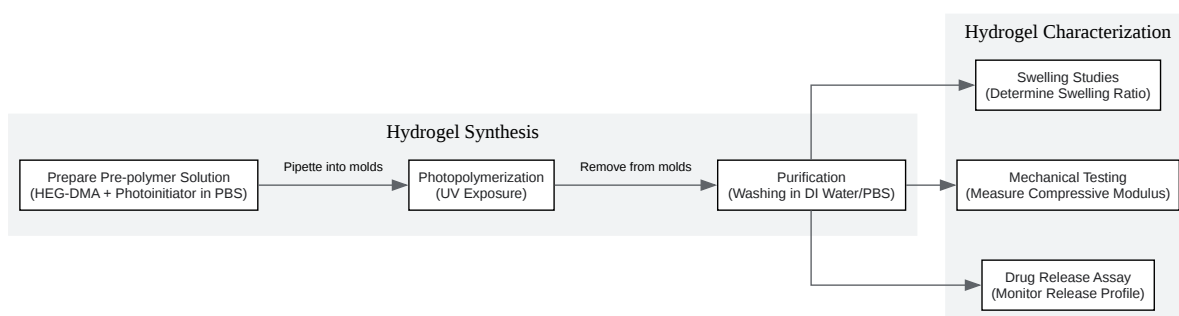 Hydrogel Characterization
Swelling Studies
(Determine Swelling Ratio)
Hydrogel Synthesis
Prepare Pre-polymer Solution
(HEG-DMA + Photoinitiator in PBS)
Pipette into molds
Photopolymerization
(UV Exposure)
Remove from molds
Purification
(Washing in DI Water/PBS)
Mechanical Testing
(Measure Compressive Modulus)
Drug Release Assay
(Monitor Release Profile)